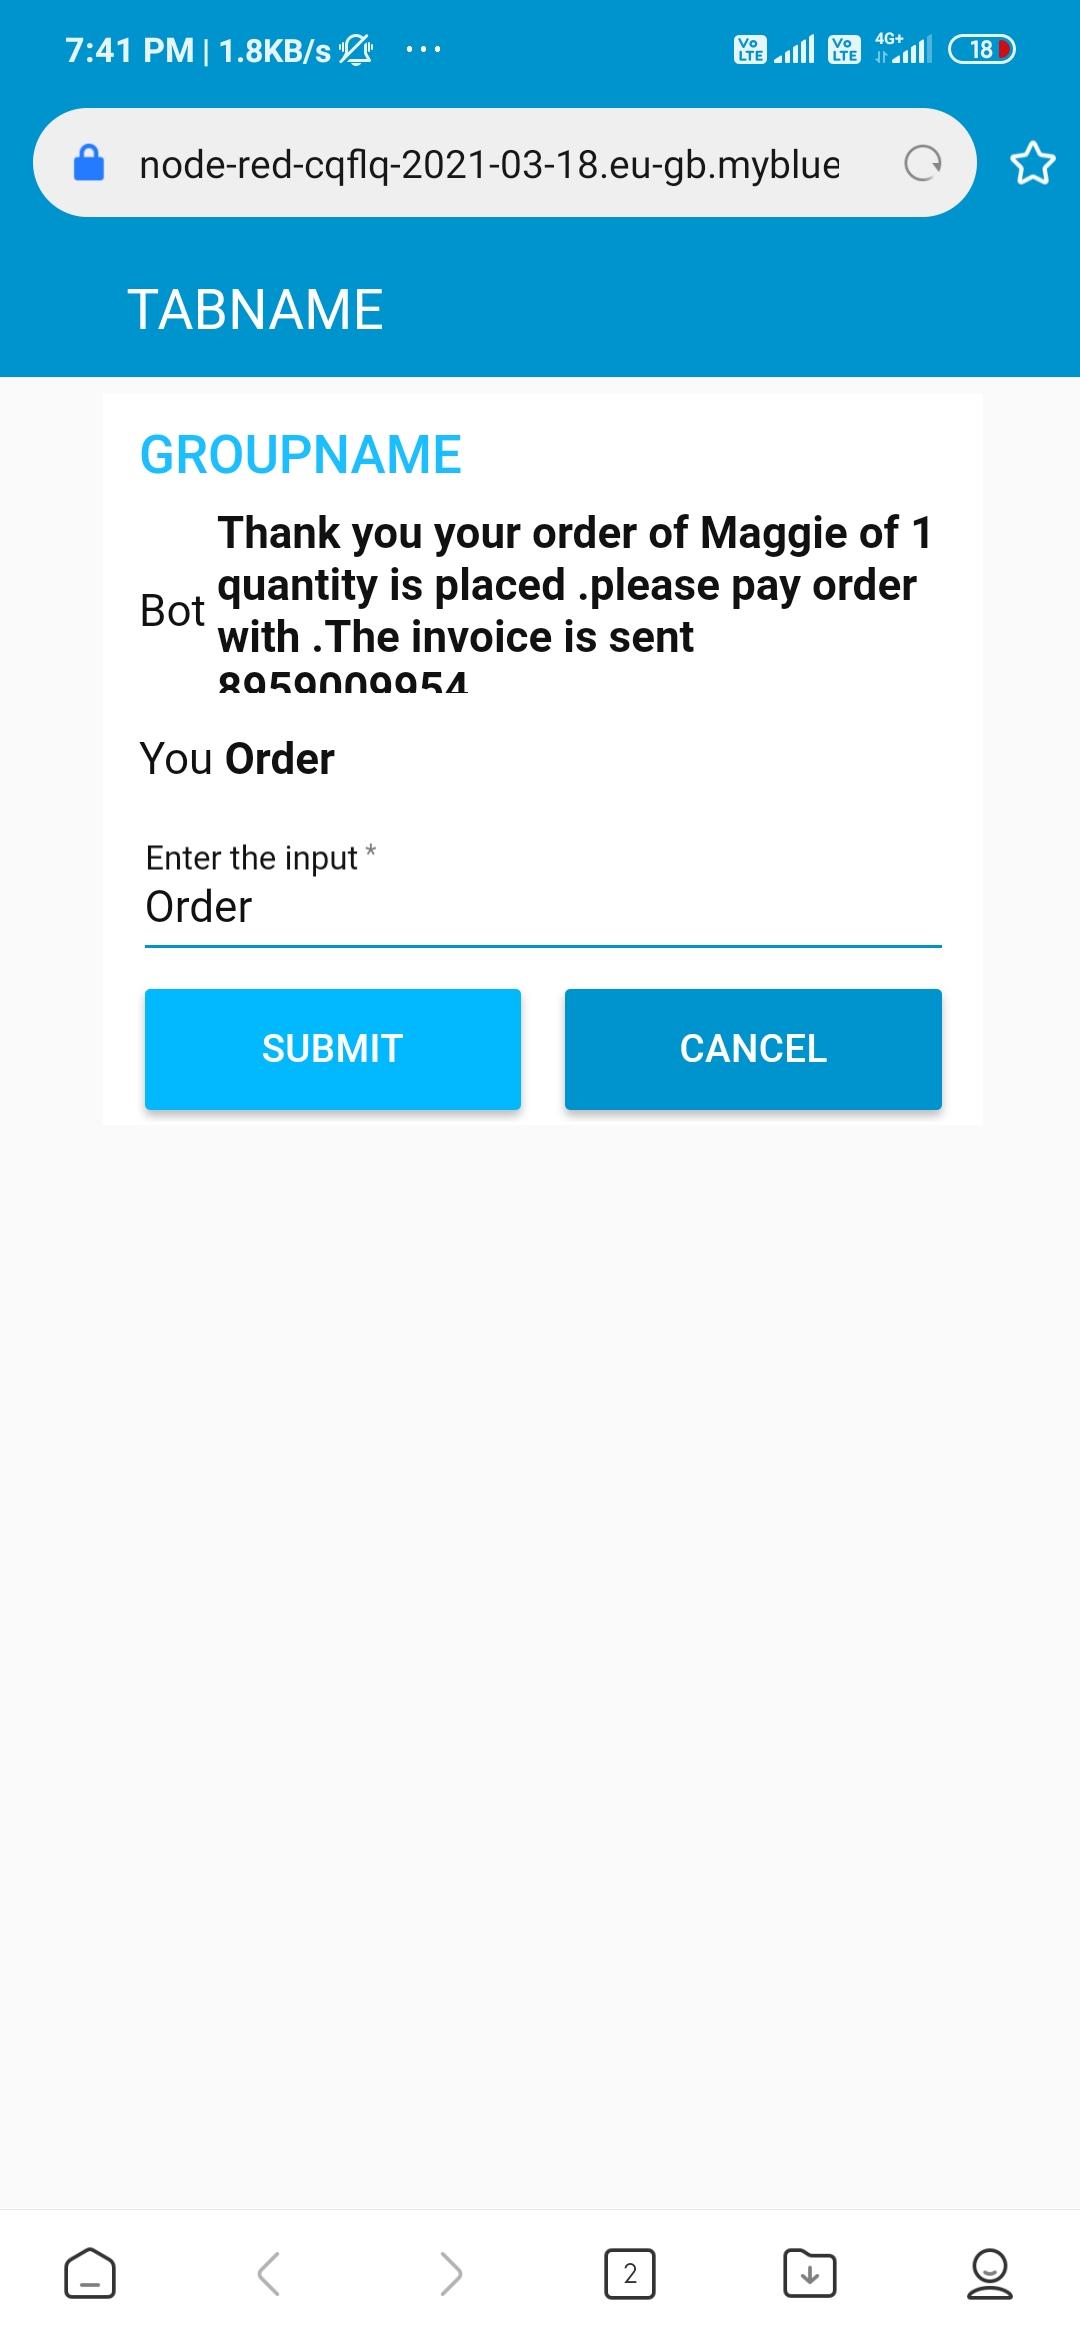 7:41 PM | 1.8KB/s ...
Vo LTE Vo LTE 4G+ 18
node-red-cqflq-2021-03-18.eu-gb.myblue
TABNAME
GROUPNAME
Thank you your order of Maggie of 1
quantity is placed .please pay order
Bot
with .The invoice is sent
8959009954
You Order
Enter the input *
Order
SUBMIT CANCEL
2